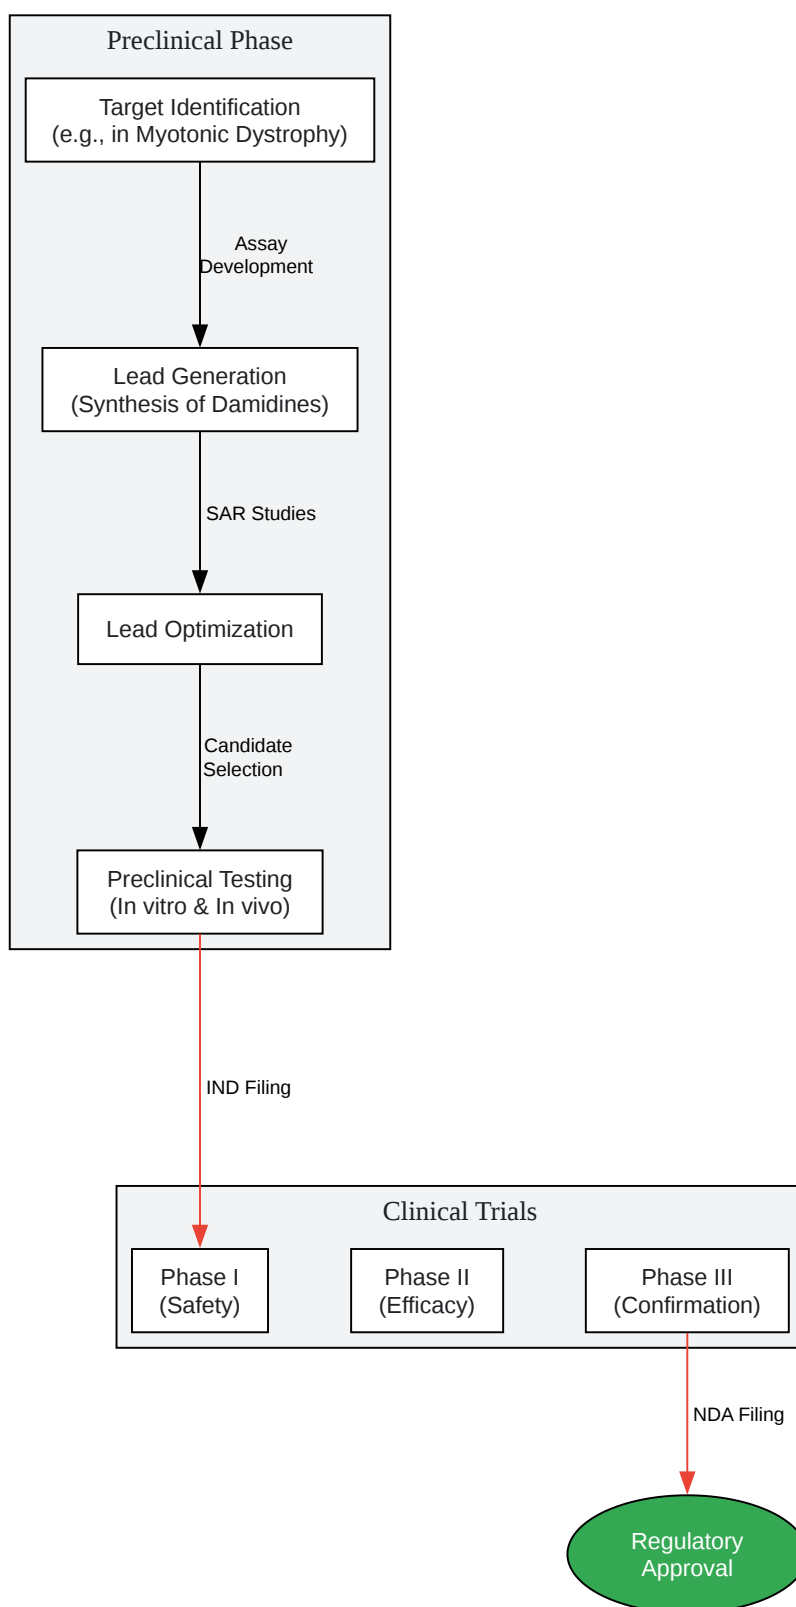 Preclinical Phase
Target Identification
(e.g., in Myotonic Dystrophy)
Assay
Development
Lead Generation
(Synthesis of Damidines)
SAR Studies
Lead Optimization
Candidate
Selection
Preclinical Testing
(In vitro & In vivo)
IND Filing
Clinical Trials
Phase I
(Safety)
Phase II
(Efficacy)
Phase III
(Confirmation)
NDA Filing
Regulatory
Approval